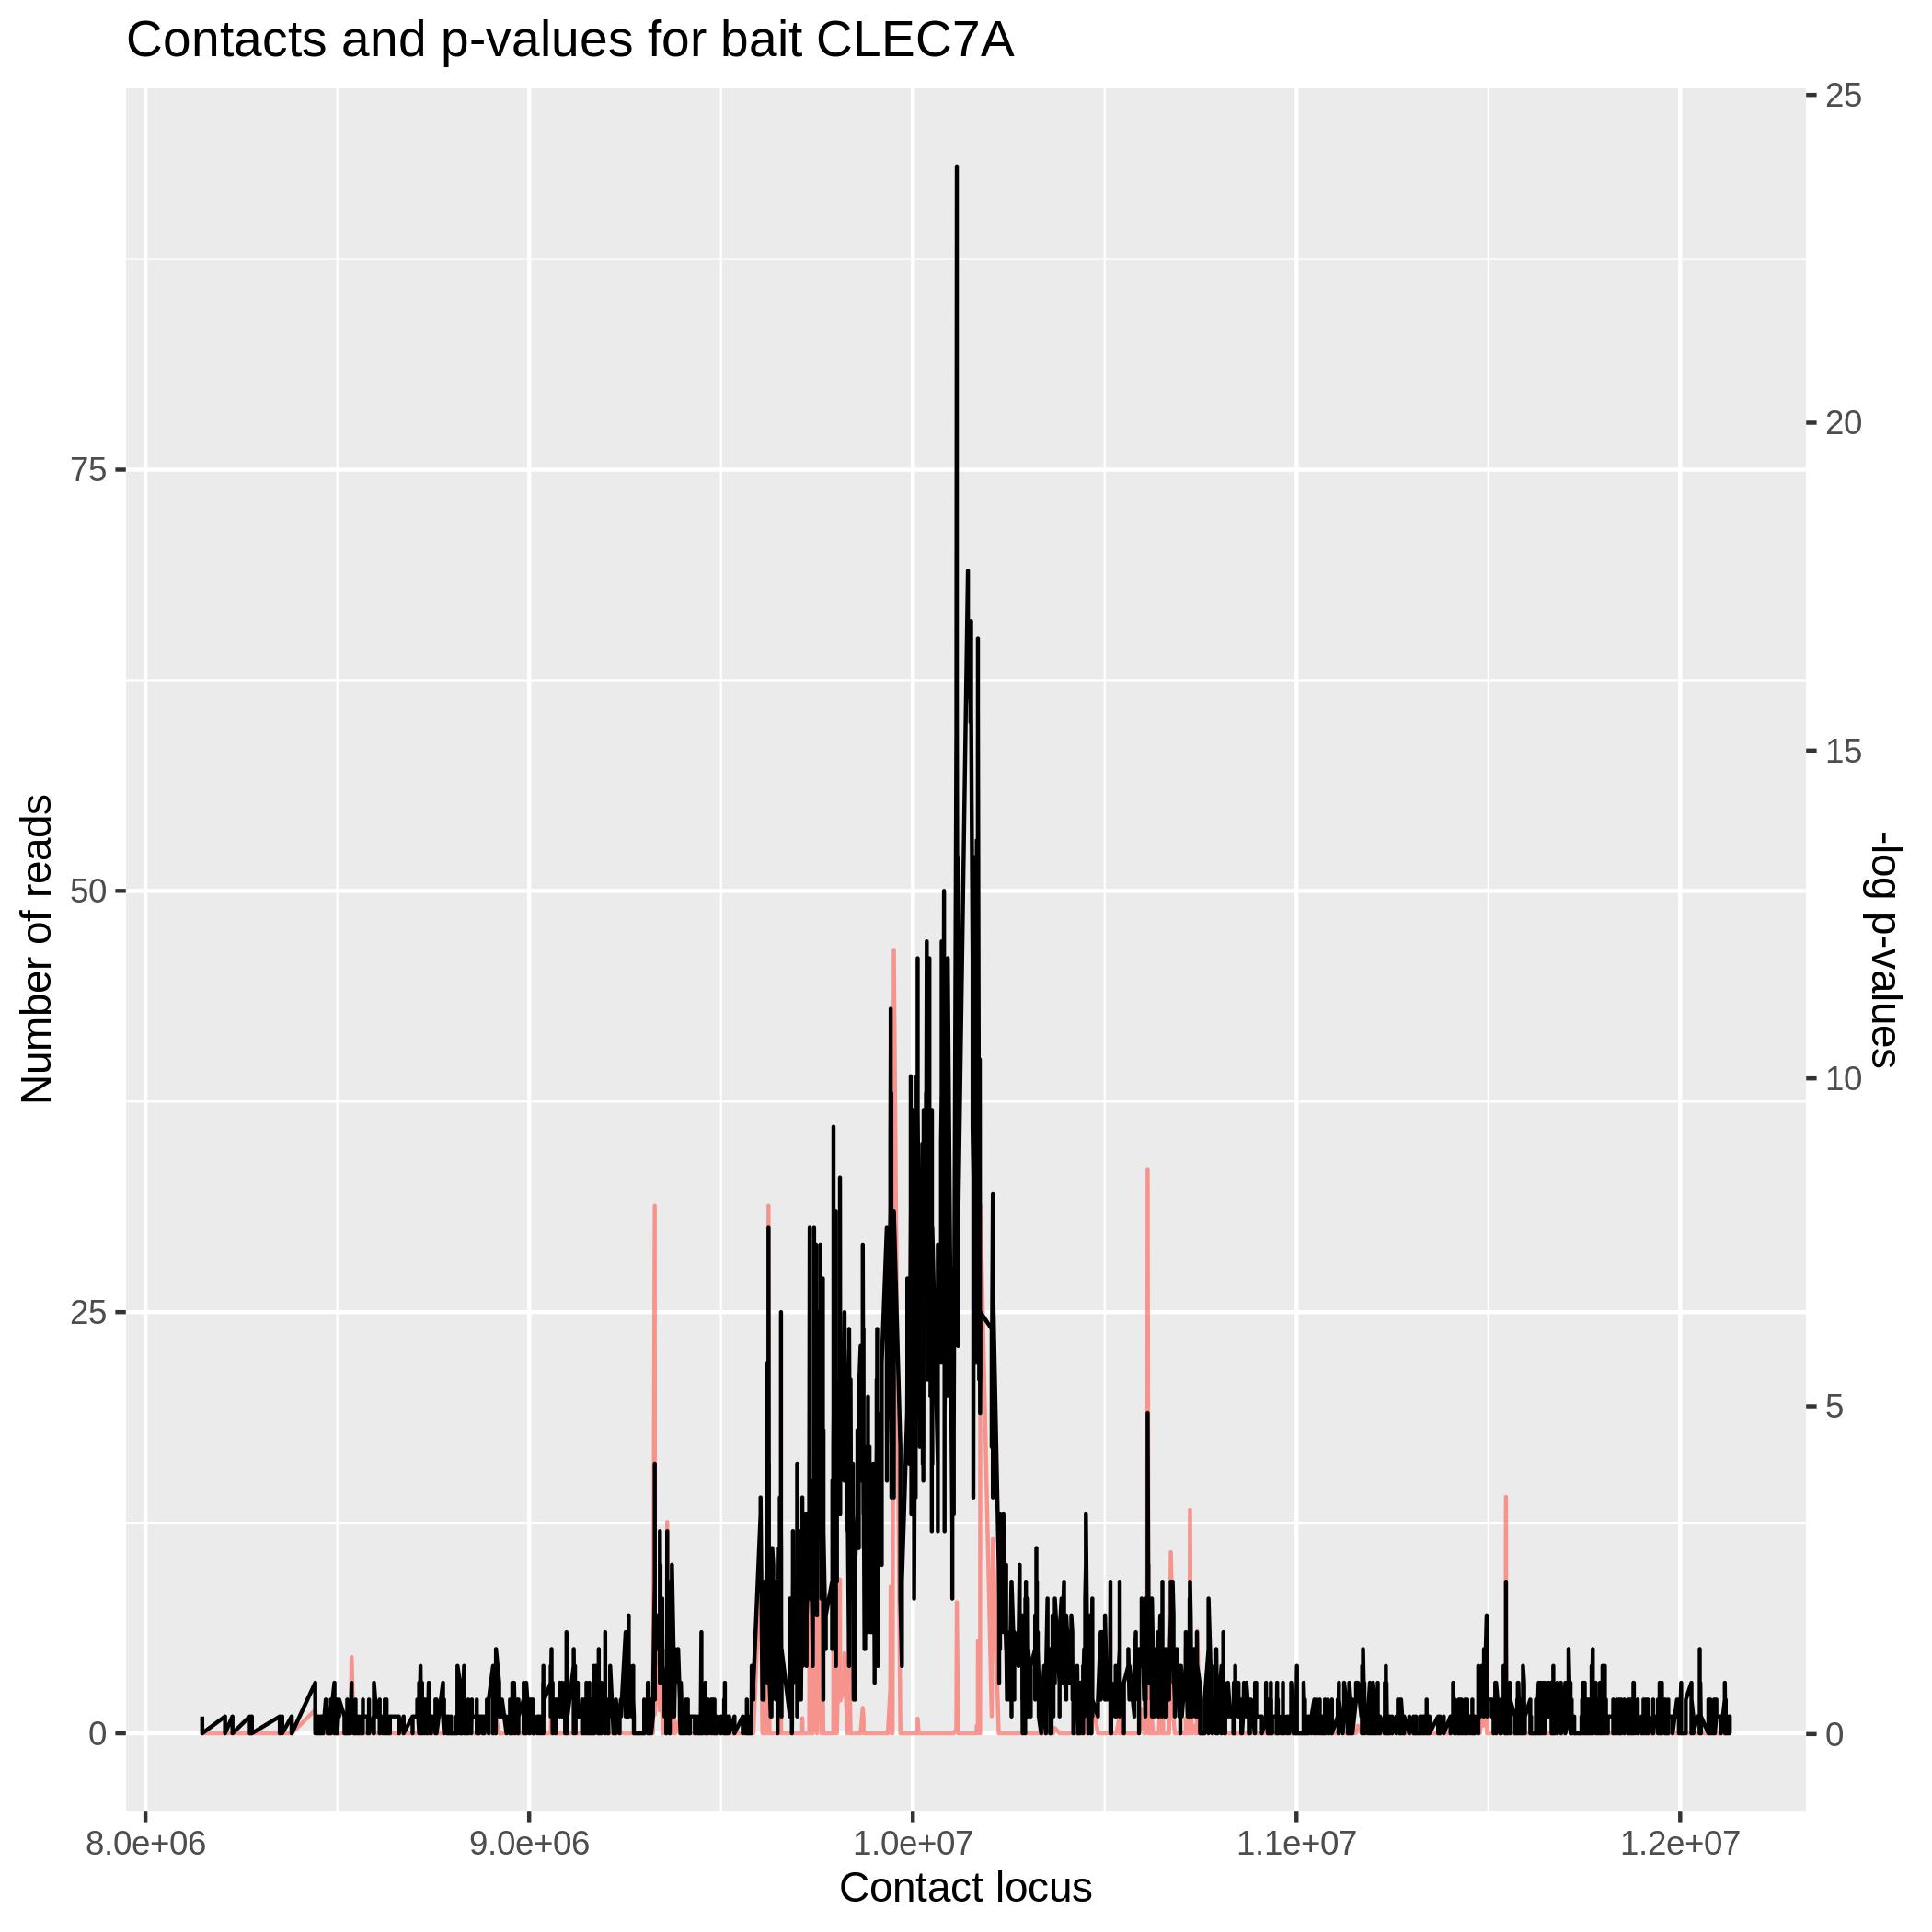 Contacts and p-values for bait CLEC7A
Number of reads
75
50
25
0
25
20
15
10
5
0
-log p-values
8.0e+06
9.0e+06
1.0e+07
1.1e+07
1.2e+07
Contact locus